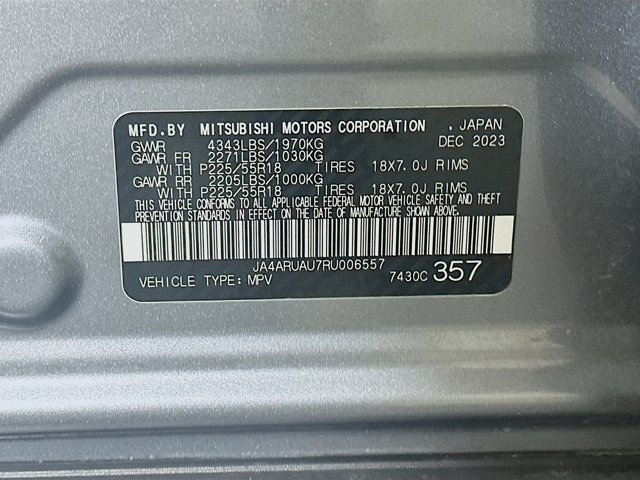 MFD.BY MITSUBISHI MOTORS CORPORATION , JAPAN
GVWR 4343LBS/1970KG DEC 2023
GAWR FR 2271LBS/1030KG
WITH P225/55R18 TIRES 18X7.0J RIMS
GAWR RR 2205LBS/1000KG
WITH P225/55R18 TIRES 18X7.0J RIMS
THIS VEHICLE CONFORMS TO ALL APPLICABLE FEDERAL MOTOR VEHICLE SAFETY AND THEFT
PREVENTION STANDARDS IN EFFECT ON THE DATE OF MANUFACTURE SHOWN ABOVE.
JA4ARUAU7RU006557
VEHICLE TYPE: MPV 7430C 357